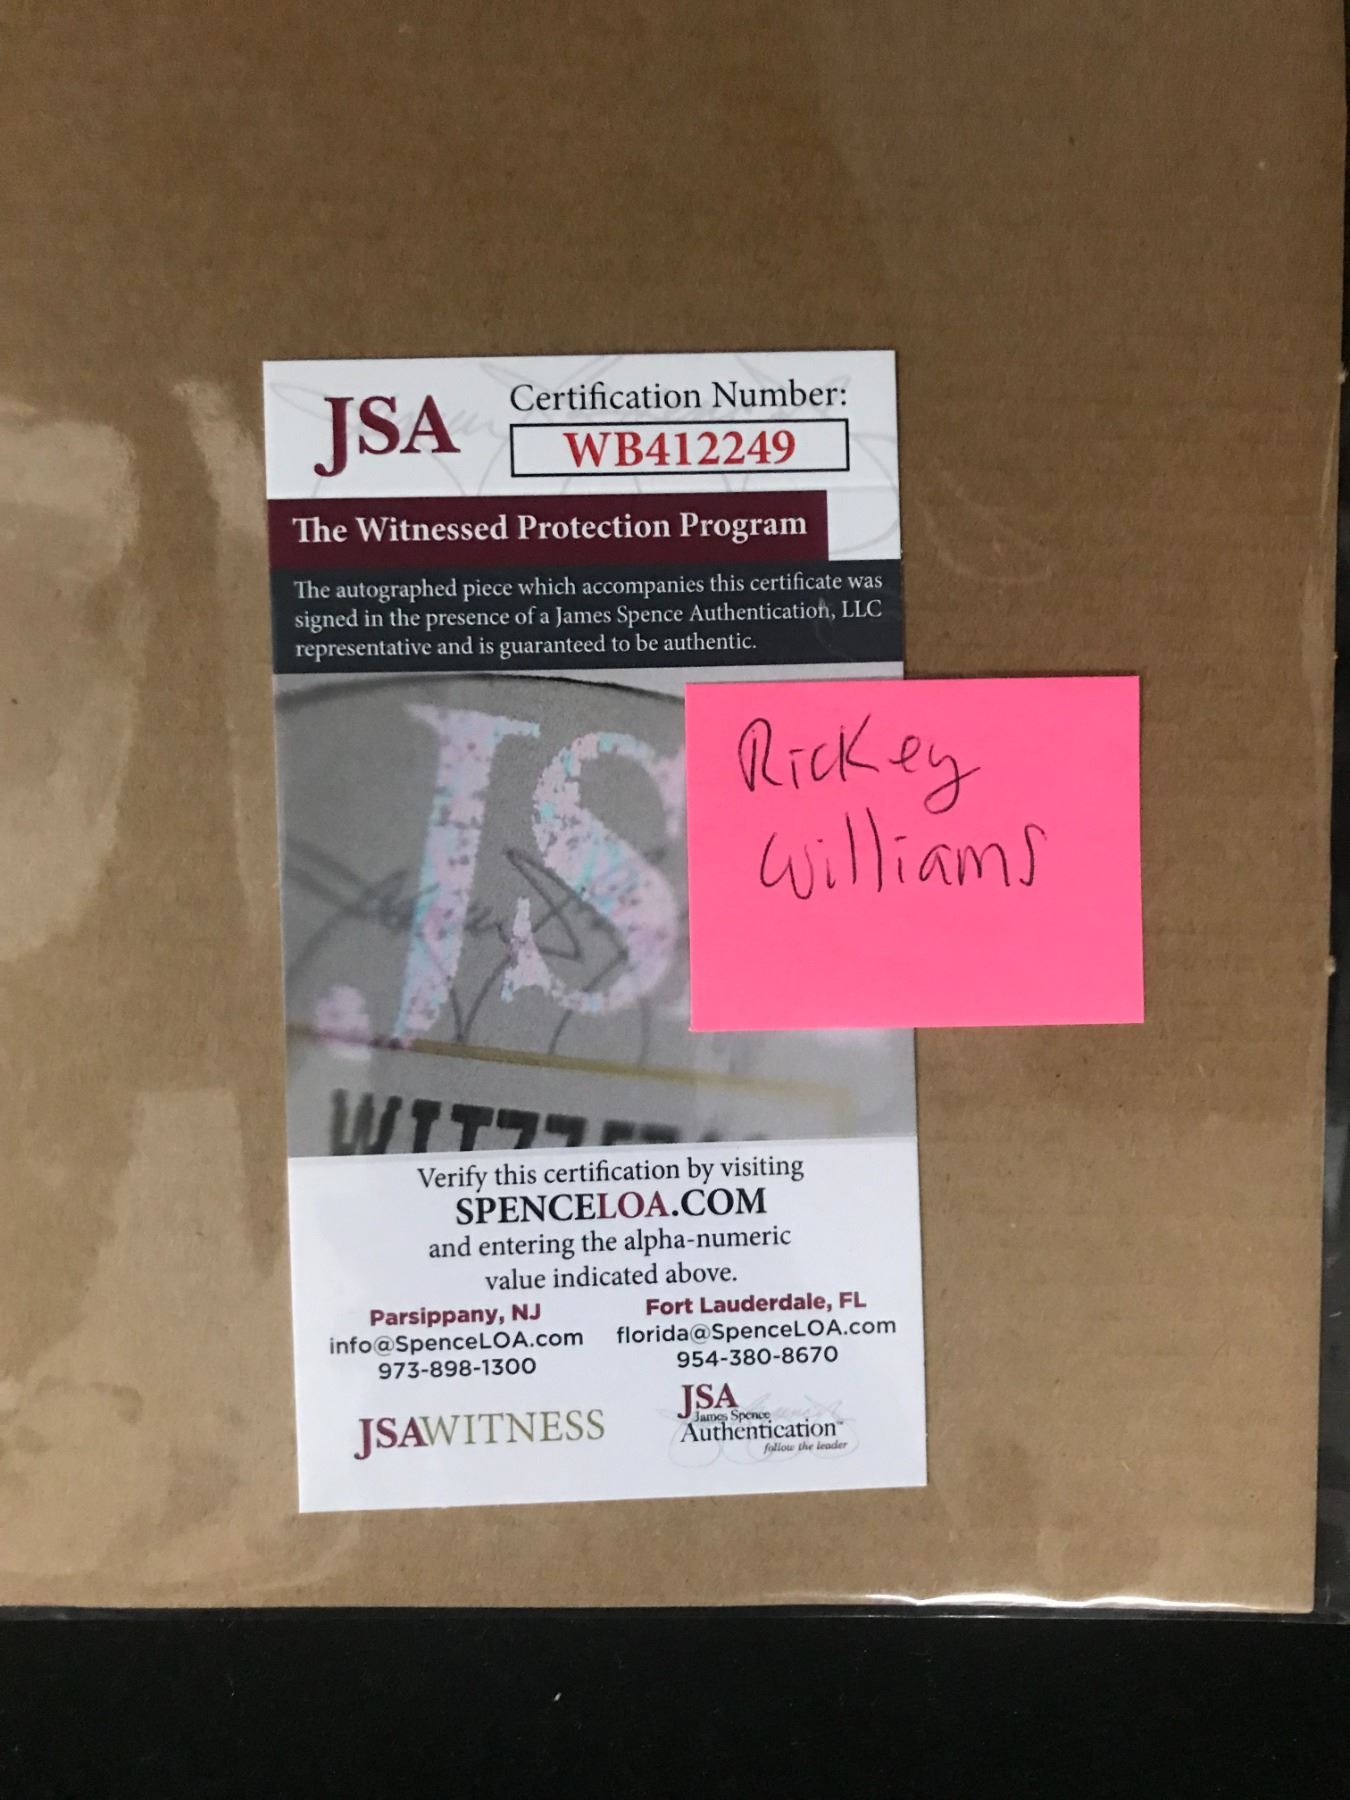 JSA
Certification Number:
WB412249
The Witnessed Protection Program
The autographed piece which accompanies this certificate was
signed in the presence of a James Spence Authentication, LLC
representative and is guaranteed to be authentic.
JS
Rickey
Williams
Verify this certification by visiting
SPENCELOA.COM
and entering the alpha-numeric
value indicated above.
Parsippany, NJ
info@SpenceLOA.com
973-898-1300
Fort Lauderdale, FL
florida@SpenceLOA.com
954-380-8670
JSAWITNESS
JSA
James Spence
Authentication™
follow the leader